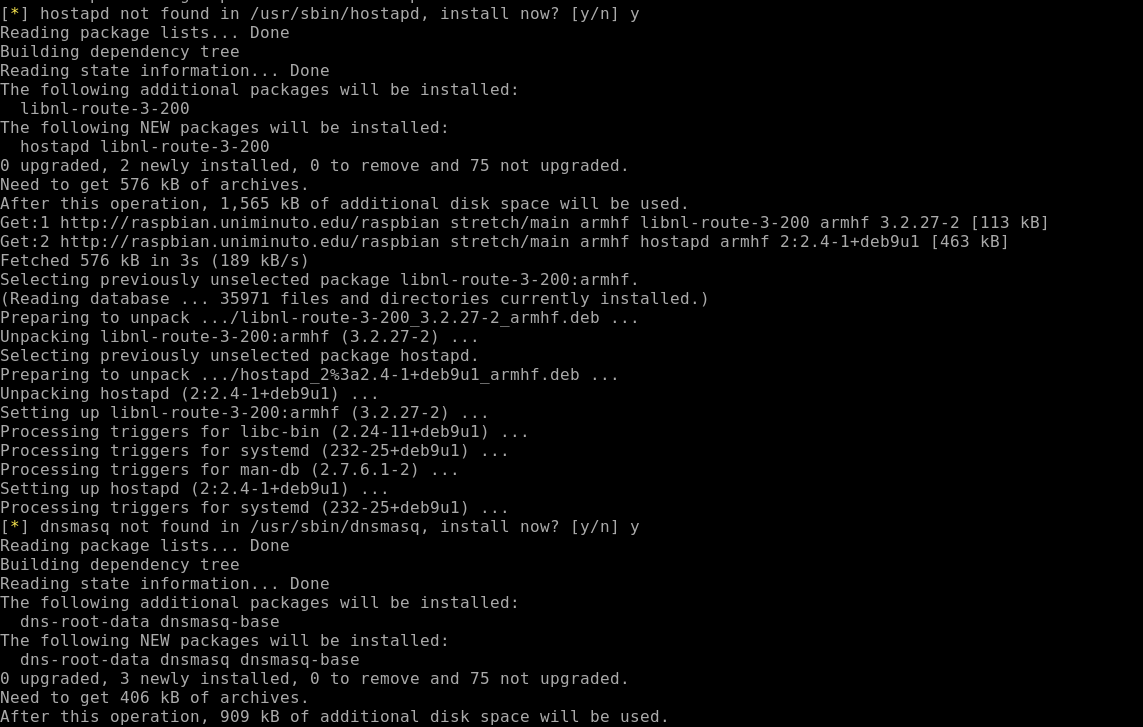 [*] hostapd not found in /usr/sbin/hostapd, install now? [y/n] y
Reading package lists... Done
Building dependency tree
Reading state information... Done
The following additional packages will be installed:
  libnl-route-3-200
The following NEW packages will be installed:
  hostapd libnl-route-3-200
0 upgraded, 2 newly installed, 0 to remove and 75 not upgraded.
Need to get 576 kB of archives.
After this operation, 1,565 kB of additional disk space will be used.
Get:1 http://raspbian.uniminuto.edu/raspbian stretch/main armhf libnl-route-3-200 armhf 3.2.27-2 [113 kB]
Get:2 http://raspbian.uniminuto.edu/raspbian stretch/main armhf hostapd armhf 2:2.4-1+deb9u1 [463 kB]
Fetched 576 kB in 3s (189 kB/s)
Selecting previously unselected package libnl-route-3-200:armhf.
(Reading database ... 35971 files and directories currently installed.)
Preparing to unpack .../libnl-route-3-200_3.2.27-2_armhf.deb ...
Unpacking libnl-route-3-200:armhf (3.2.27-2) ...
Selecting previously unselected package hostapd.
Preparing to unpack .../hostapd_2%3a2.4-1+deb9u1_armhf.deb ...
Unpacking hostapd (2:2.4-1+deb9u1) ...
Setting up libnl-route-3-200:armhf (3.2.27-2) ...
Processing triggers for libc-bin (2.24-11+deb9u1) ...
Processing triggers for systemd (232-25+deb9u1) ...
Processing triggers for man-db (2.7.6.1-2) ...
Setting up hostapd (2:2.4-1+deb9u1) ...
Processing triggers for systemd (232-25+deb9u1) ...
[*] dnsmasq not found in /usr/sbin/dnsmasq, install now? [y/n] y
Reading package lists... Done
Building dependency tree
Reading state information... Done
The following additional packages will be installed:
  dns-root-data dnsmasq-base
The following NEW packages will be installed:
  dns-root-data dnsmasq dnsmasq-base
0 upgraded, 3 newly installed, 0 to remove and 75 not upgraded.
Need to get 406 kB of archives.
After this operation, 909 kB of additional disk space will be used.